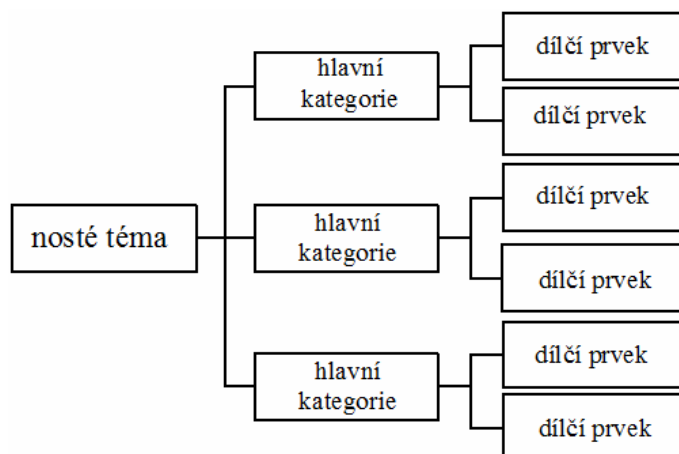 nosté téma
hlavní
kategorie
dílčí prvek
dílčí prvek
hlavní
kategorie
dílčí prvek
dílčí prvek
hlavní
kategorie
dílčí prvek
dílčí prvek